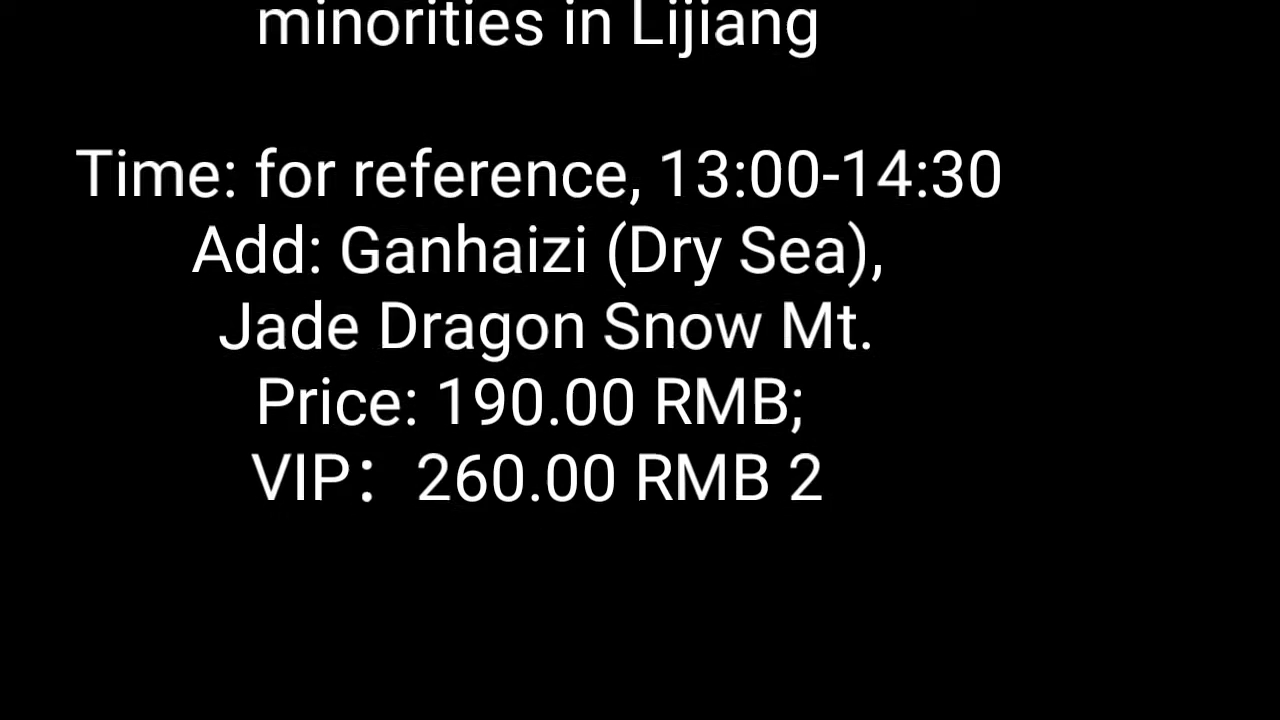 minorities in Lijiang
Time: for reference, 13:00-14:30
Add: Ganhaizi (Dry Sea),
Jade Dragon Snow Mt.
Price: 190.00 RMB;
VIP：260.00 RMB 2